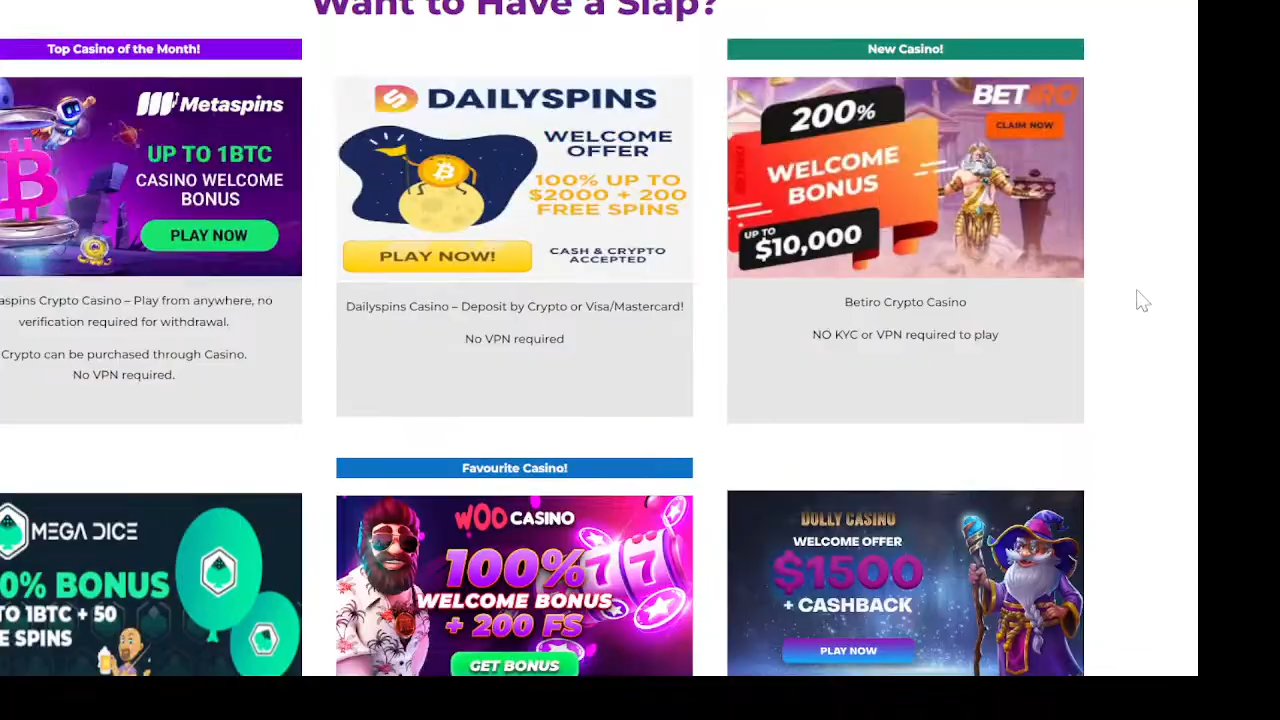 Want to Have a Slap?
Top Casino of the Month!
Metaspins
UP TO 1BTC
CASINO WELCOME
BONUS
PLAY NOW
aspins Crypto Casino – Play from anywhere, no
verification required for withdrawal.
Crypto can be purchased through Casino.
No VPN required.
DAILYSPINS
WELCOME
OFFER
100% UP TO
$2000 + 200
FREE SPINS
PLAY NOW!
CASH & CRYPTO
ACCEPTED
Dailyspins Casino – Deposit by Crypto or Visa/Mastercard!
No VPN required
New Casino!
BETIRO
CLAIM NOW
200%
WELCOME
BONUS
UP TO
$10,000
Betiro Crypto Casino
NO KYC or VPN required to play
MEGA DICE
0% BONUS
TO 1BTC + 50
E SPINS
Favourite Casino!
WOO CASINO
100%
WELCOME BONUS
+ 200 FS
77
GET BONUS
DOLLY CASINO
WELCOME OFFER
$1500
+ CASHBACK
PLAY NOW